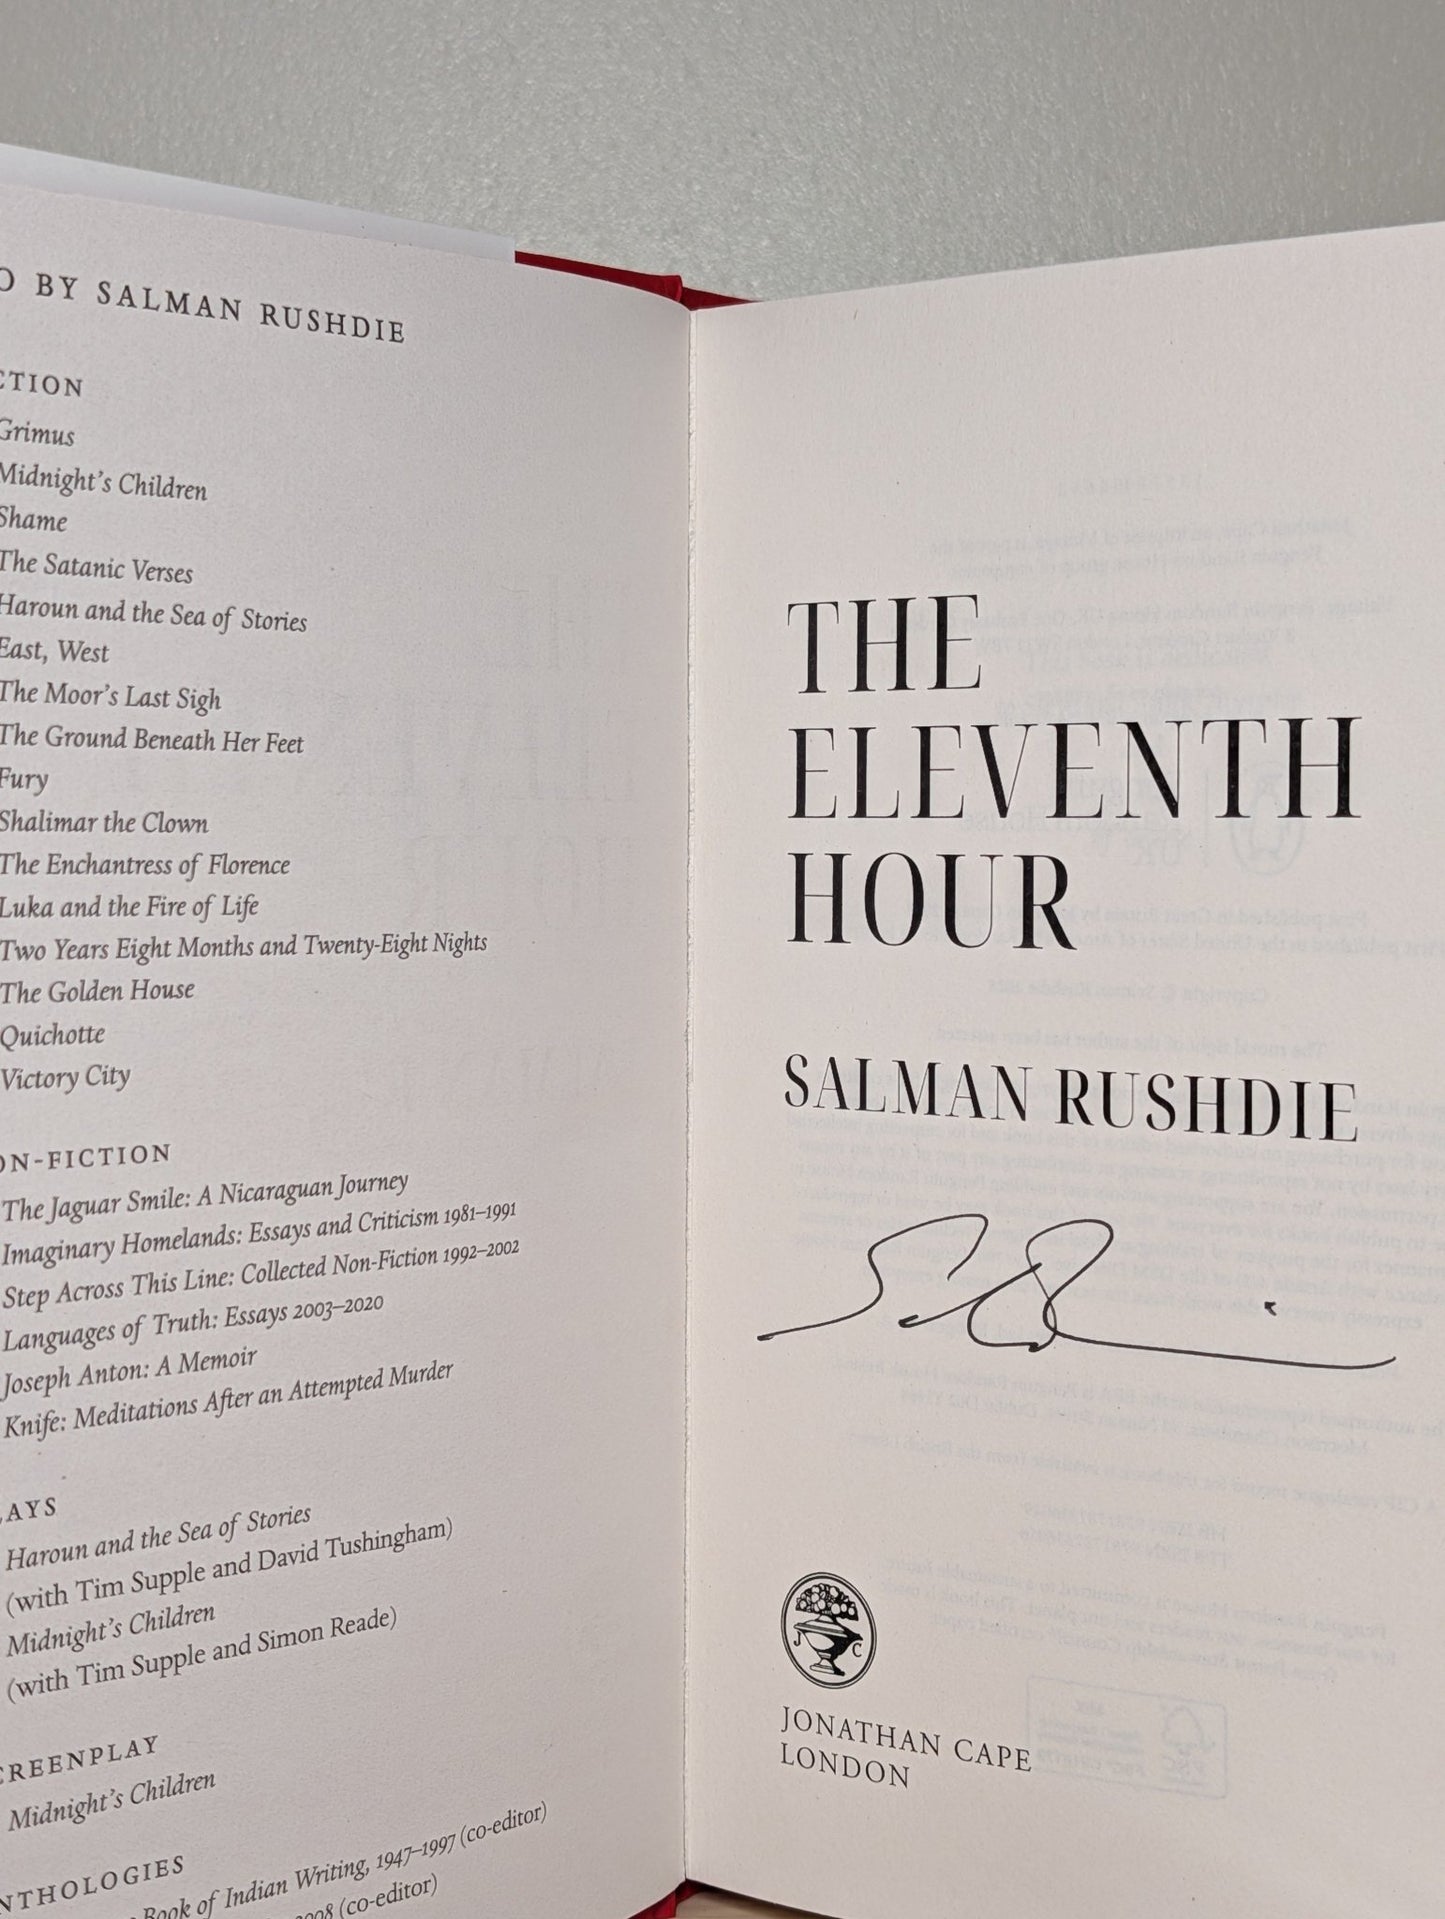 BY SALMAN RUSHDIE
Grimus
Midnight's Children
Shame
The Satanic Verses
Haroun and the Sea of Stories
East, West
The Moor's Last Sigh
The Ground Beneath Her Feet
Fury
Shalimar the Clown
The Enchantress of Florence
Luka and the Fire of Life
Two Years Eight Months and Twenty-Eight Nights
The Golden House
Quichotte
Victory City
ON-FICTION
The Jaguar Smile: A Nicaraguan Journey
Imaginary Homelands: Essays and Criticism 1981–1991
Step Across This Line: Collected Non-Fiction 1992–2002
Languages of Truth: Essays 2003–2020
Joseph Anton: A Memoir
Knife: Meditations After an Attempted Murder
AYS
Haroun and the Sea of Stories
(with Tim Supple and David Tushingham)
Midnight's Children
(with Tim Supple and Simon Reade)
CREENPLAY
Midnight's Children
NTHOLOGIES
Book of Indian Writing, 1947–1997 (co-editor)
(co-editor)
THE
ELEVENTH
HOUR
SALMAN RUSHDIE
J C
JONATHAN CAPE
LONDON